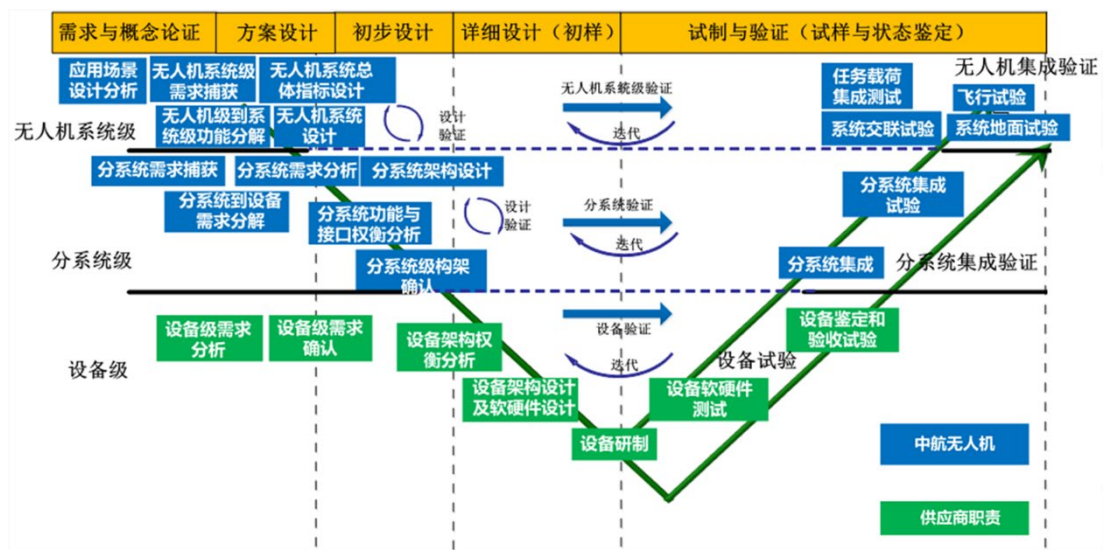 需求与概念论证
方案设计
初步设计
详细设计（初样）
试制与验证（试样与状态鉴定）
应用场景
设计分析
无人机系统级
需求捕获
无人机系统总
体指标设计
无人机级到系
统级功能分解
无人机系统
设计
设计
验证
无人机系统级验证
迭代
任务载荷
集成测试
无人机集成验证
飞行试验
系统交联试验
系统地面试验
无人机系统级
分系统需求捕获
分系统需求分析
分系统架构设计
分系统到设备
需求分解
分系统功能与
接口权衡分析
设计
验证
分系统验证
迭代
分系统集成
试验
分系统级
分系统级构架
确认
分系统集成
分系统集成验证
设备级需求
分析
设备级需求
确认
设备架构权
衡分析
设备验证
迭代
设备鉴定和
验收试验
设备级
设备试验
设备架构设计
及软硬件设计
设备软硬件
测试
设备研制
中航无人机
供应商职责